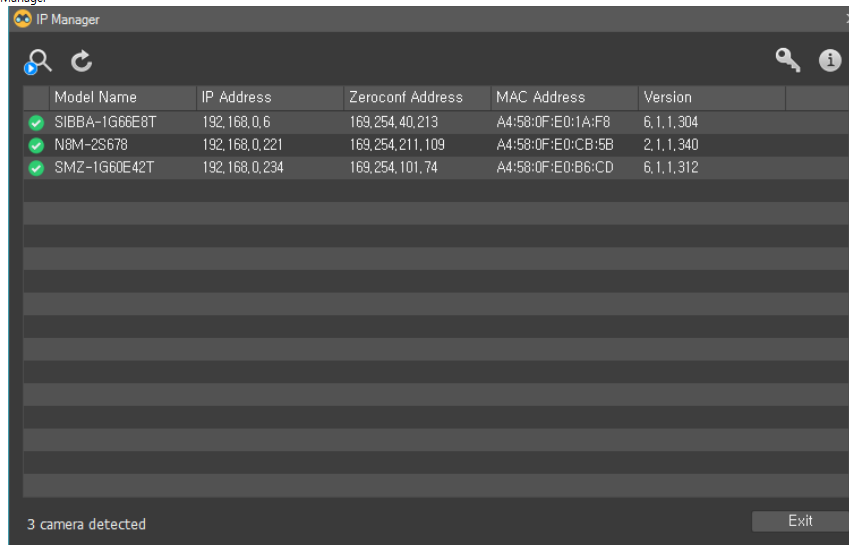 Manager
IP Manager
Model Name IP Address Zeroconf Address MAC Address Version
SIBBA-1G66E8T 192.168.0.6 169.254.40.213 A4:58:0F:E0:1A:F8 6.1.1.304
N8M-2S678 192.168.0.221 169.254.211.109 A4:58:0F:E0:CB:5B 2.1.1.340
SMZ-1G60E42T 192.168.0.234 169.254.101.74 A4:58:0F:E0:B6:CD 6.1.1.312
3 camera detected
Exit